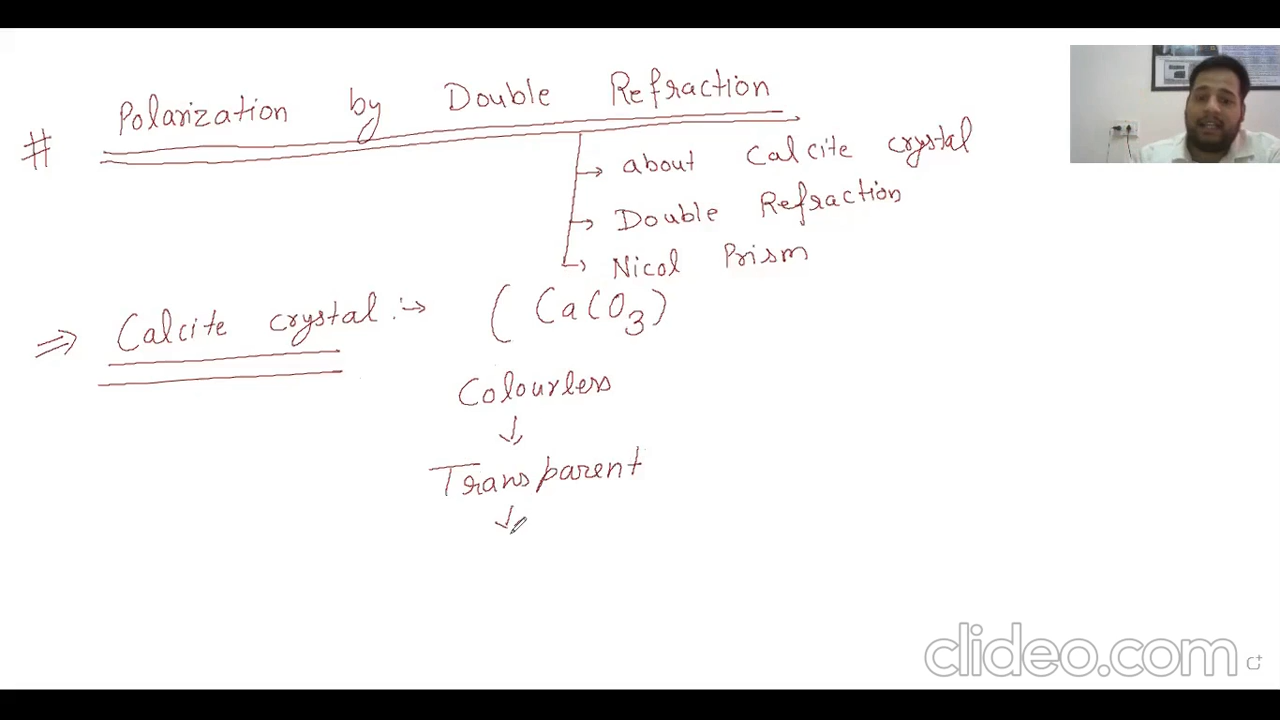 # Polarization by Double Refraction
→ about Calcite crystal
→ Double Refraction
→ Nicol Prism
⇒ Calcite crystal :→ (CaCO3)
Colourless
↓
Transparent
↓
clideo.com